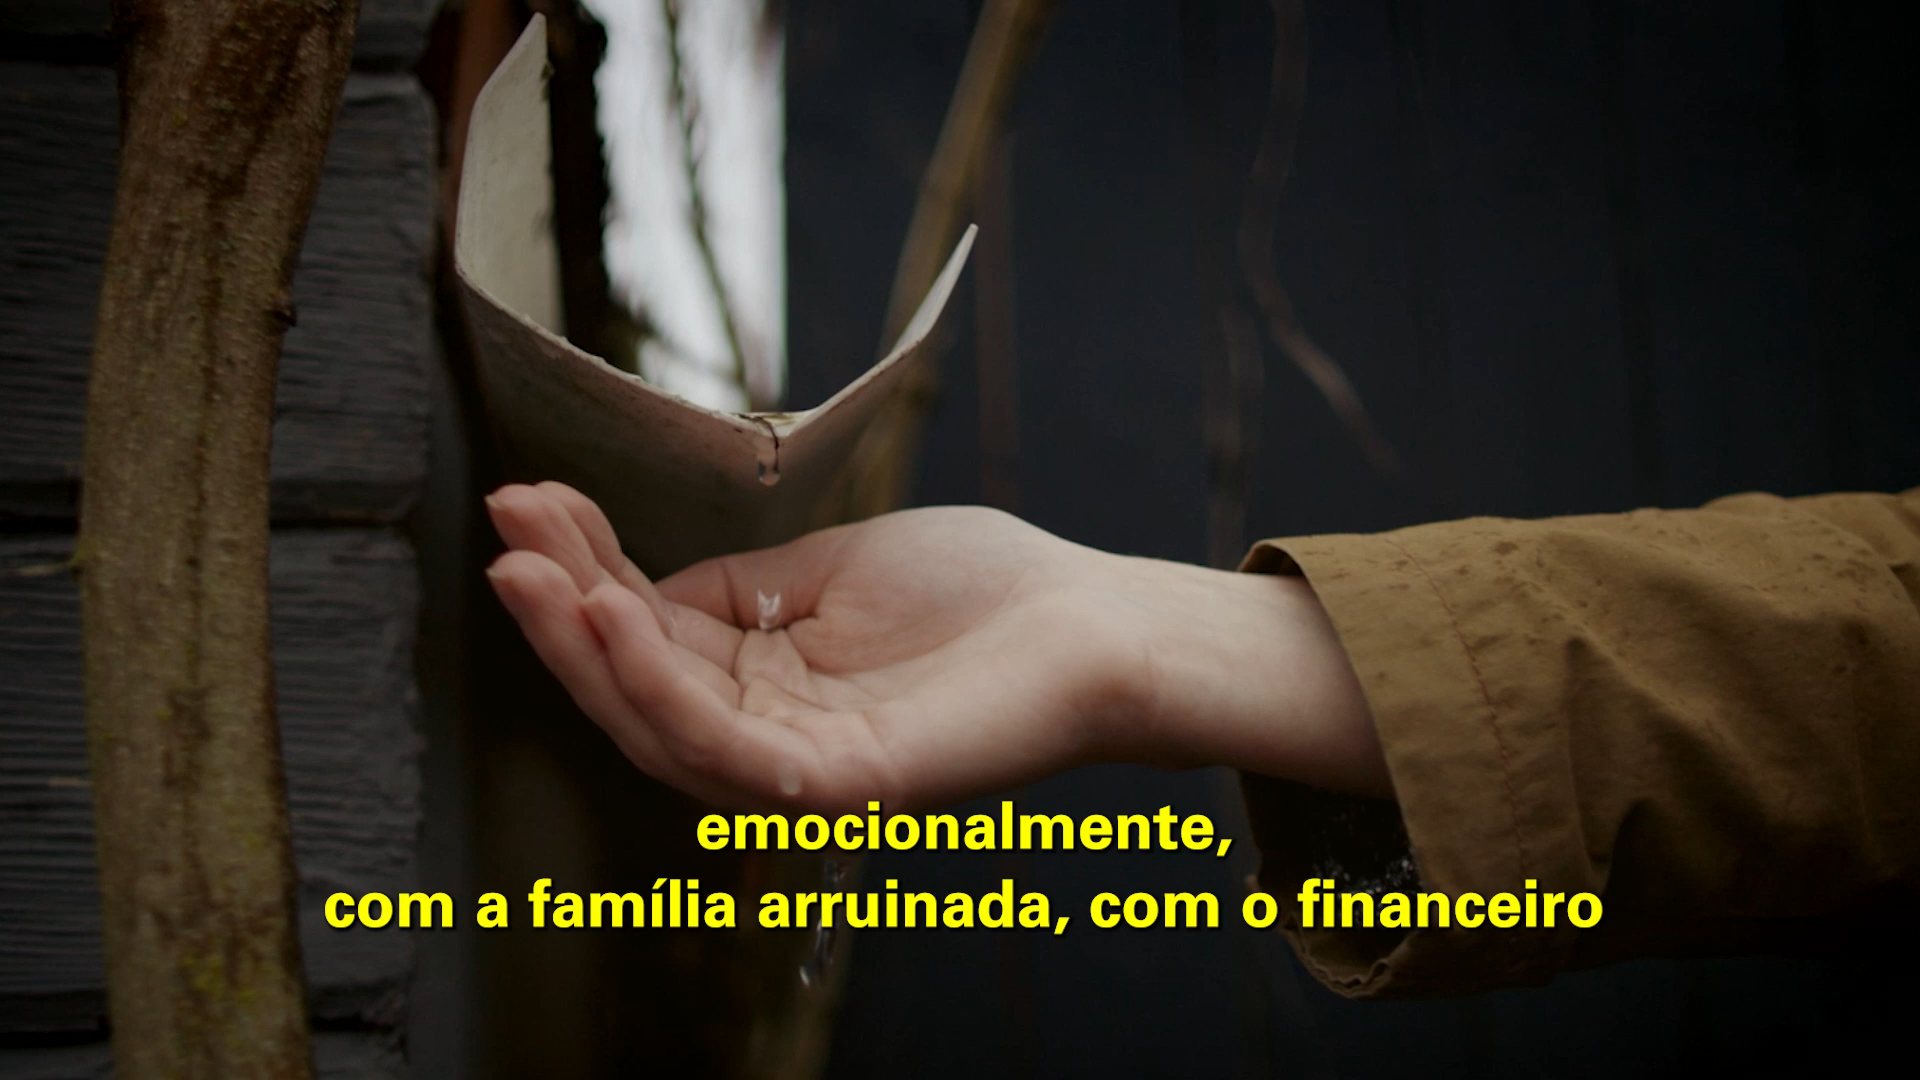 emocionalmente,
com a família arruinada, com o financeiro